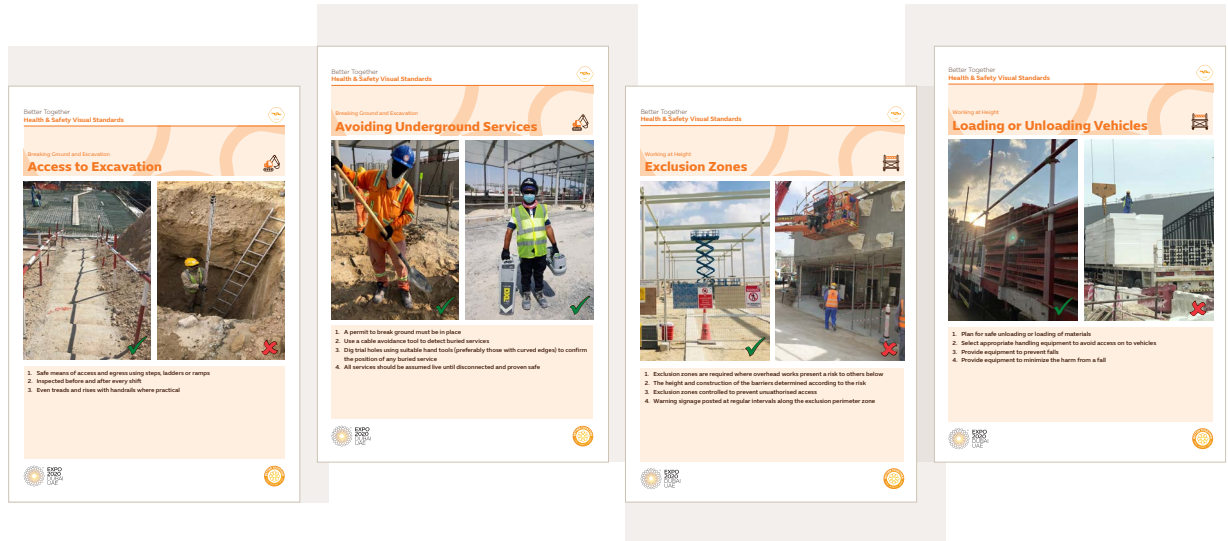 Better Together
Health & Safety Visual Standards
Breaking Ground and Excavation
Access to Excavation
1. Safe means of access and egress using steps, ladders or ramps
2. Inspected before and after every shift
3. Even treads and rises with handrails where practical
EXPO
2020
DUBAI
UAE
Better Together
Health & Safety Visual Standards
Breaking Ground and Excavation
Avoiding Underground Services
1. A permit to break ground must be in place
2. Use a cable avoidance tool to detect buried services
3. Dig trial holes using suitable hand tools (preferably those with curved edges) to confirm
the position of any buried service
4. All services should be assumed live until disconnected and proven safe
EXPO
2020
DUBAI
UAE
Better Together
Health & Safety Visual Standards
Working at Height
Exclusion Zones
1. Exclusion zones are required where overhead works present a risk to others below
2. The height and construction of the barriers determined according to the risk
3. Exclusion zones controlled to prevent unauthorised access
4. Warning signage posted at regular intervals along the exclusion perimeter zone
EXPO
2020
DUBAI
UAE
Better Together
Health & Safety Visual Standards
Working at Height
Loading or Unloading Vehicles
1. Plan for safe unloading or loading of materials
2. Select appropriate handling equipment to avoid access on to vehicles
3. Provide equipment to prevent falls
4. Provide equipment to minimize the harm from a fall
EXPO
2020
DUBAI
UAE